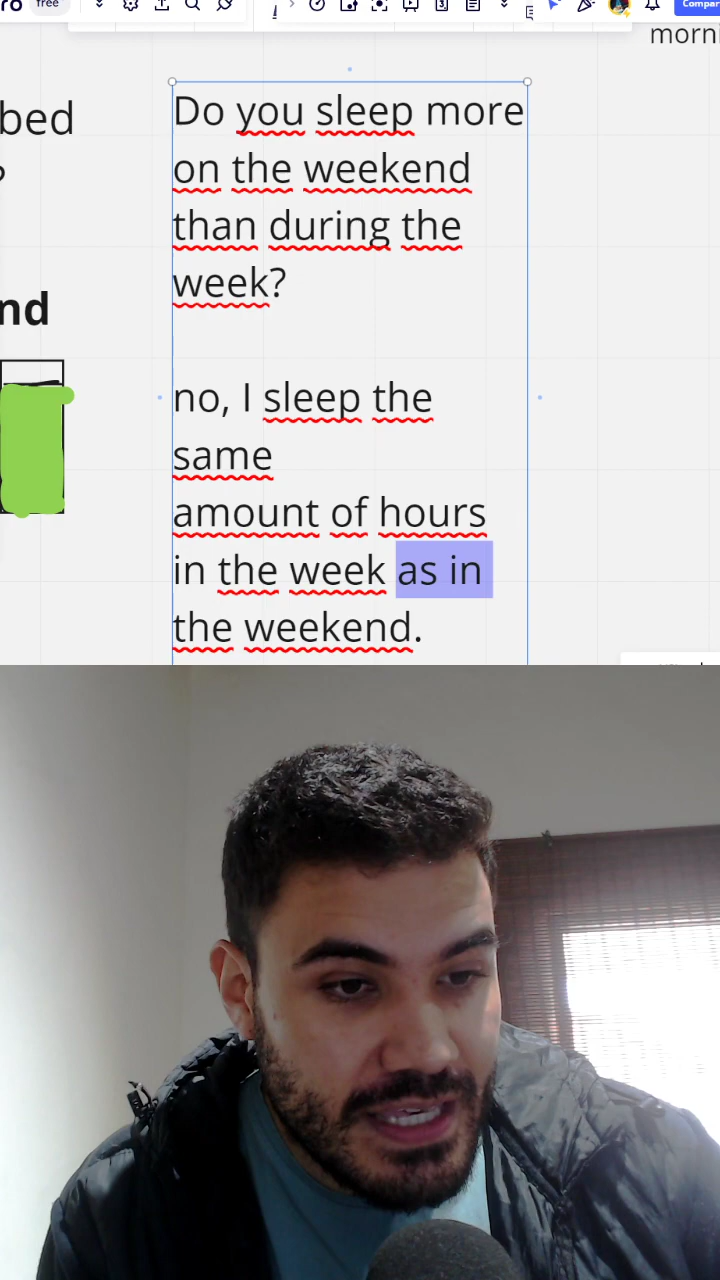 free
morni
bed
?
nd
Do you sleep more
on the weekend
than during the
week?
no, I sleep the
same
amount of hours
in the week as in
the weekend.